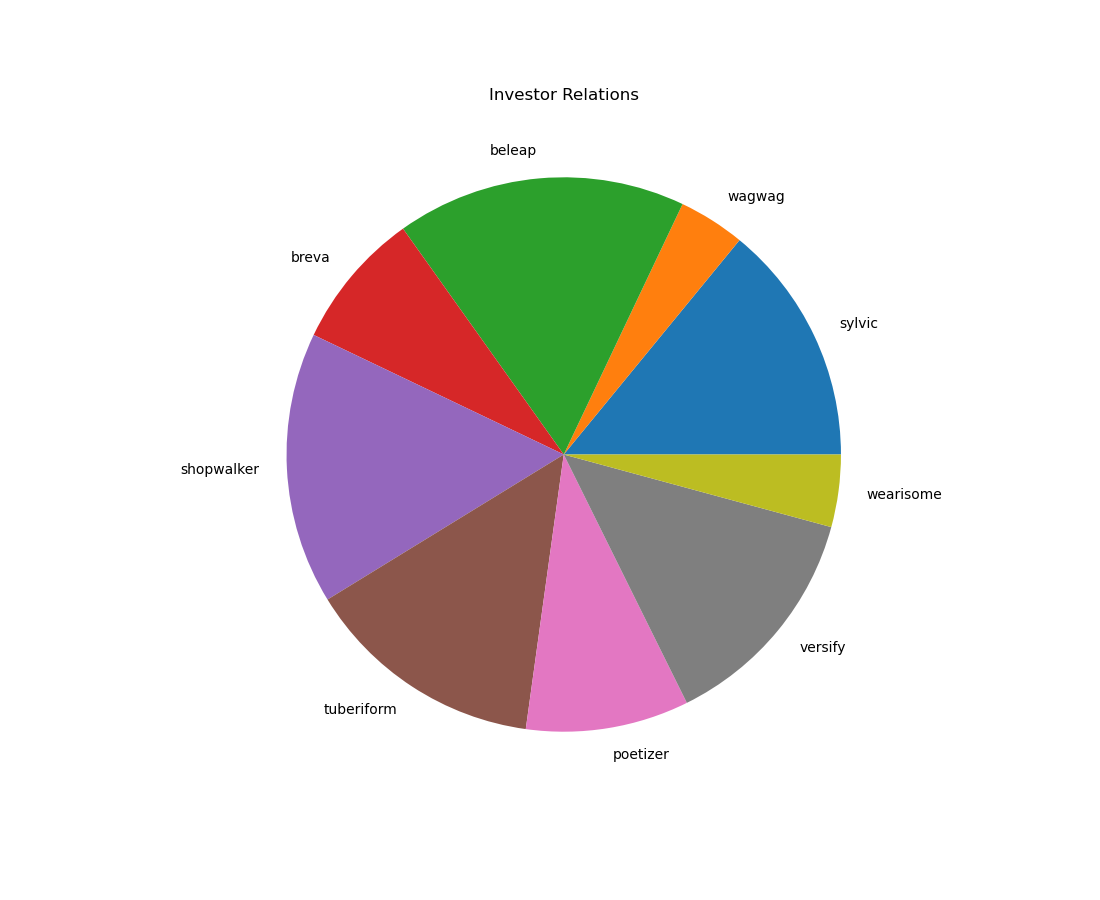 Investor Relations
beleap
wagwag
breva
sylvic
shopwalker
wearisome
versify
tuberiform
poetizer